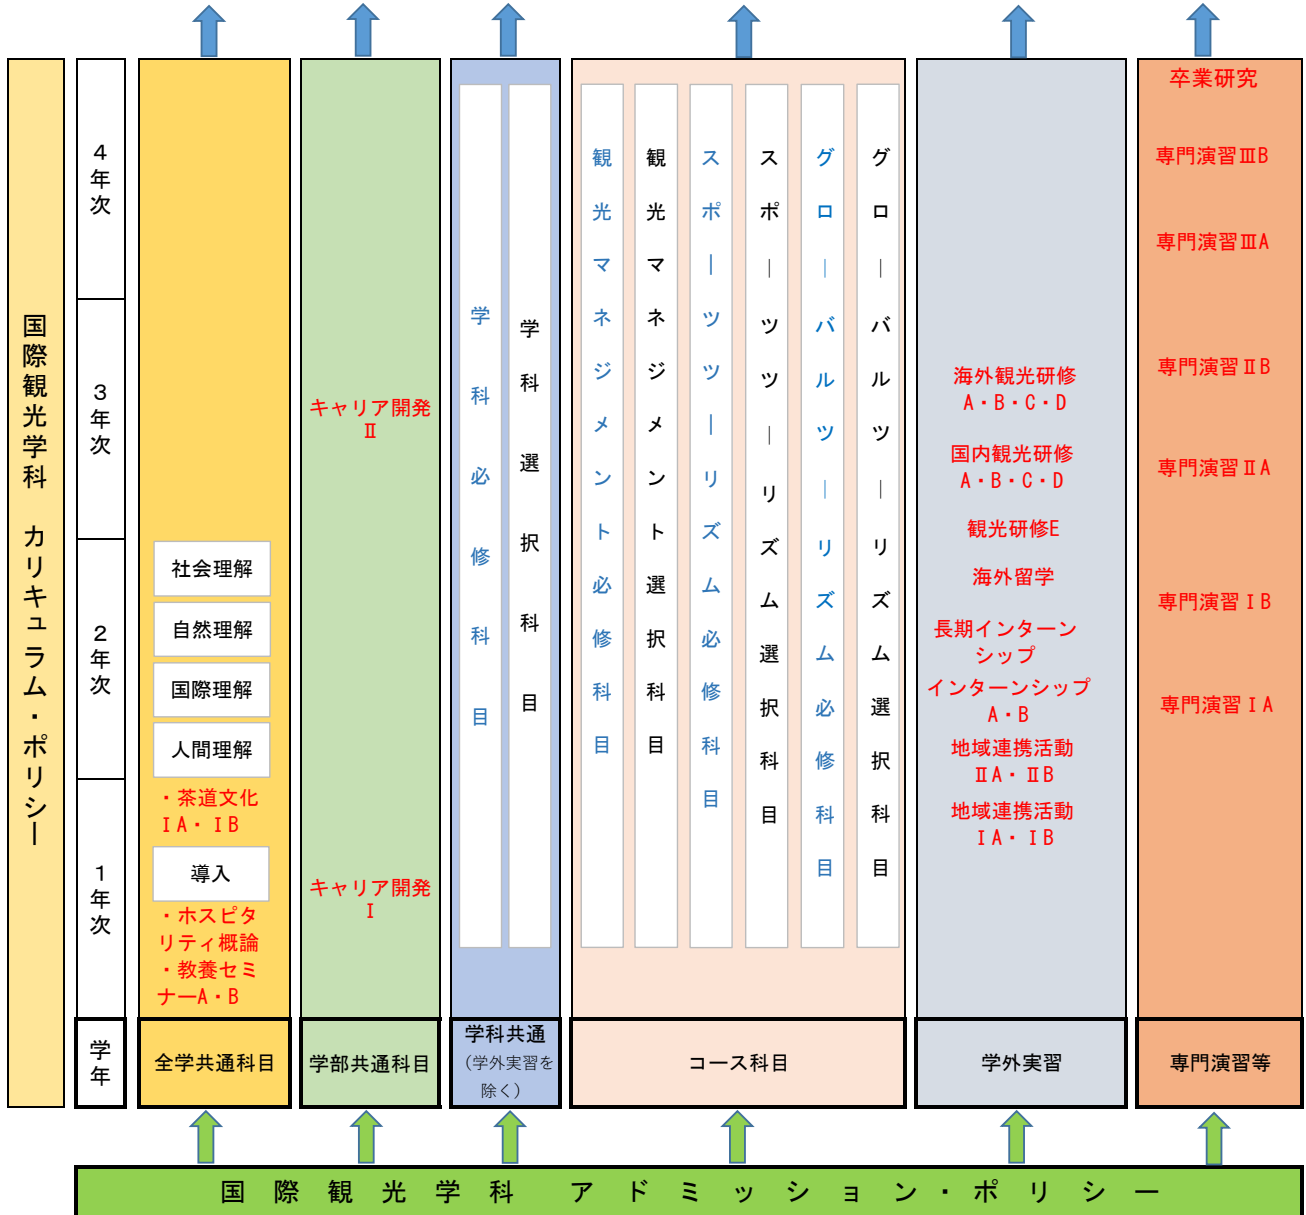 国際観光学科 カリキュラム・ポリシー
4年次
3年次
2年次
1年次
学年
社会理解
自然理解
国際理解
人間理解
・茶道文化
ⅠA・ⅠB
導入
・ホスピタ
リティ概論
・教養セミ
ナーA・B
全学共通科目
キャリア開発
Ⅱ
キャリア開発
Ⅰ
学部共通科目
学科必修科目
学科選択科目
学科共通
(学外実習を
除く)
観光マネジメント必修科目
観光マネジメント選択科目
スポーツツーリズム必修科目
スポーツツーリズム選択科目
グローバルツーリズム必修科目
グローバルツーリズム選択科目
コース科目
海外観光研修
A・B・C・D
国内観光研修
A・B・C・D
観光研修E
海外留学
長期インターン
シップ
インターンシップ
A・B
地域連携活動
ⅡA・ⅡB
地域連携活動
ⅠA・ⅠB
学外実習
卒業研究
専門演習ⅢB
専門演習ⅢA
専門演習ⅡB
専門演習ⅡA
専門演習ⅠB
専門演習ⅠA
専門演習等
国際観光学科 アドミッション・ポリシー